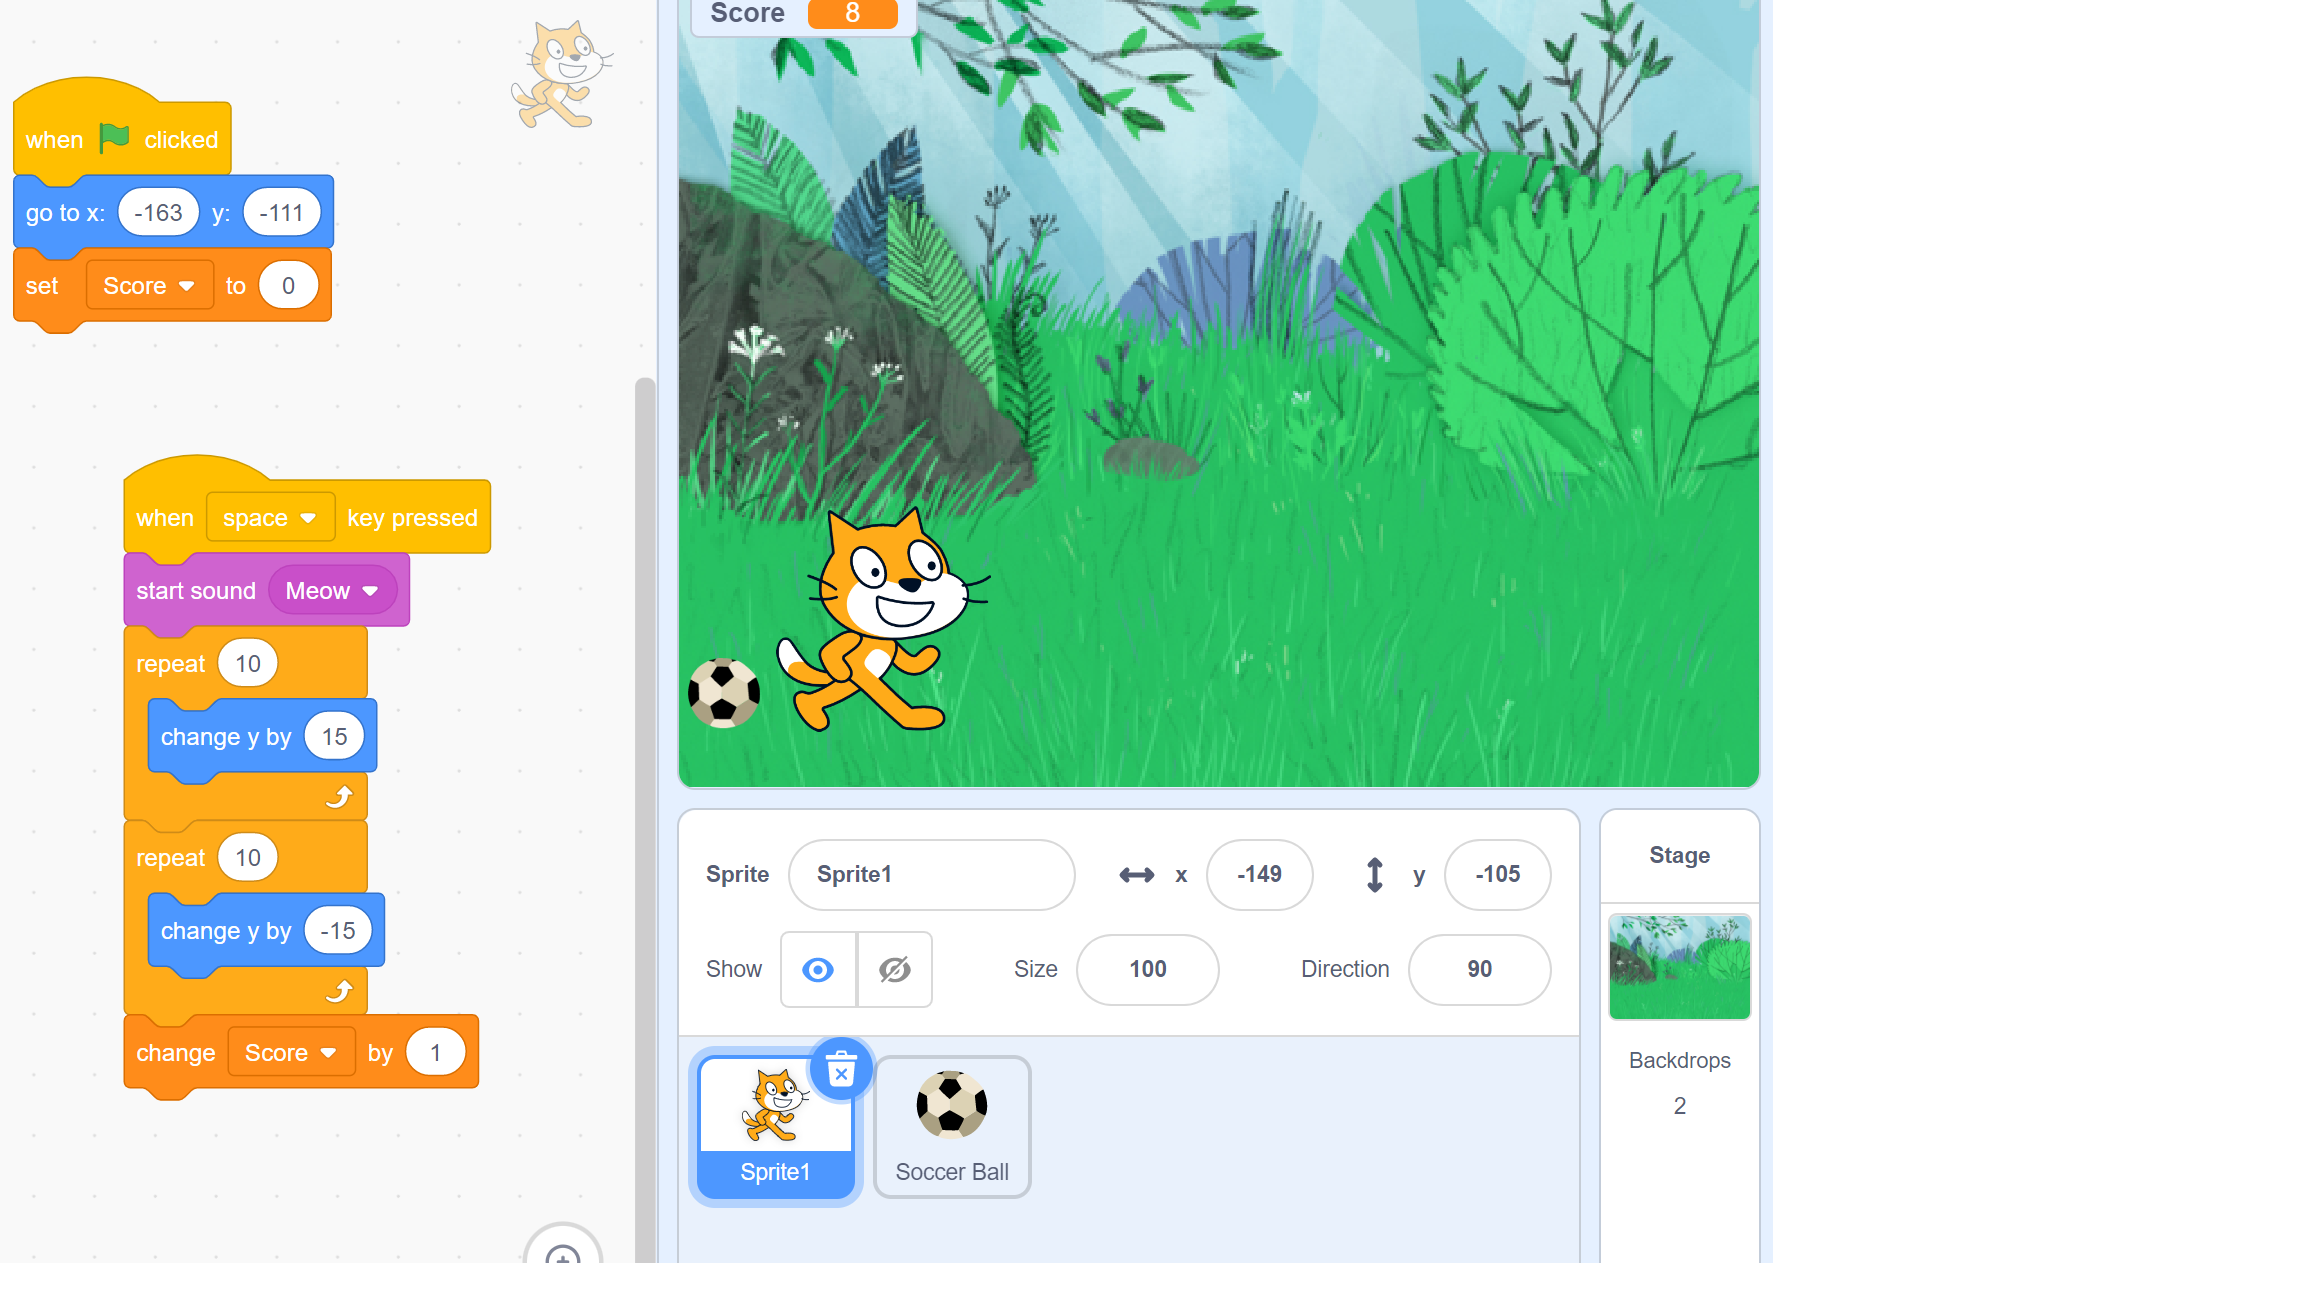 Score 8
when clicked
go to x: -163 y: -111
set Score to 0
when space key pressed
start sound Meow
repeat 10
change y by 15
repeat 10
change y by -15
change Score by 1
Sprite Sprite1 x -149 y -105
Show Size 100 Direction 90
Sprite1
Soccer Ball
Stage
Backdrops
2